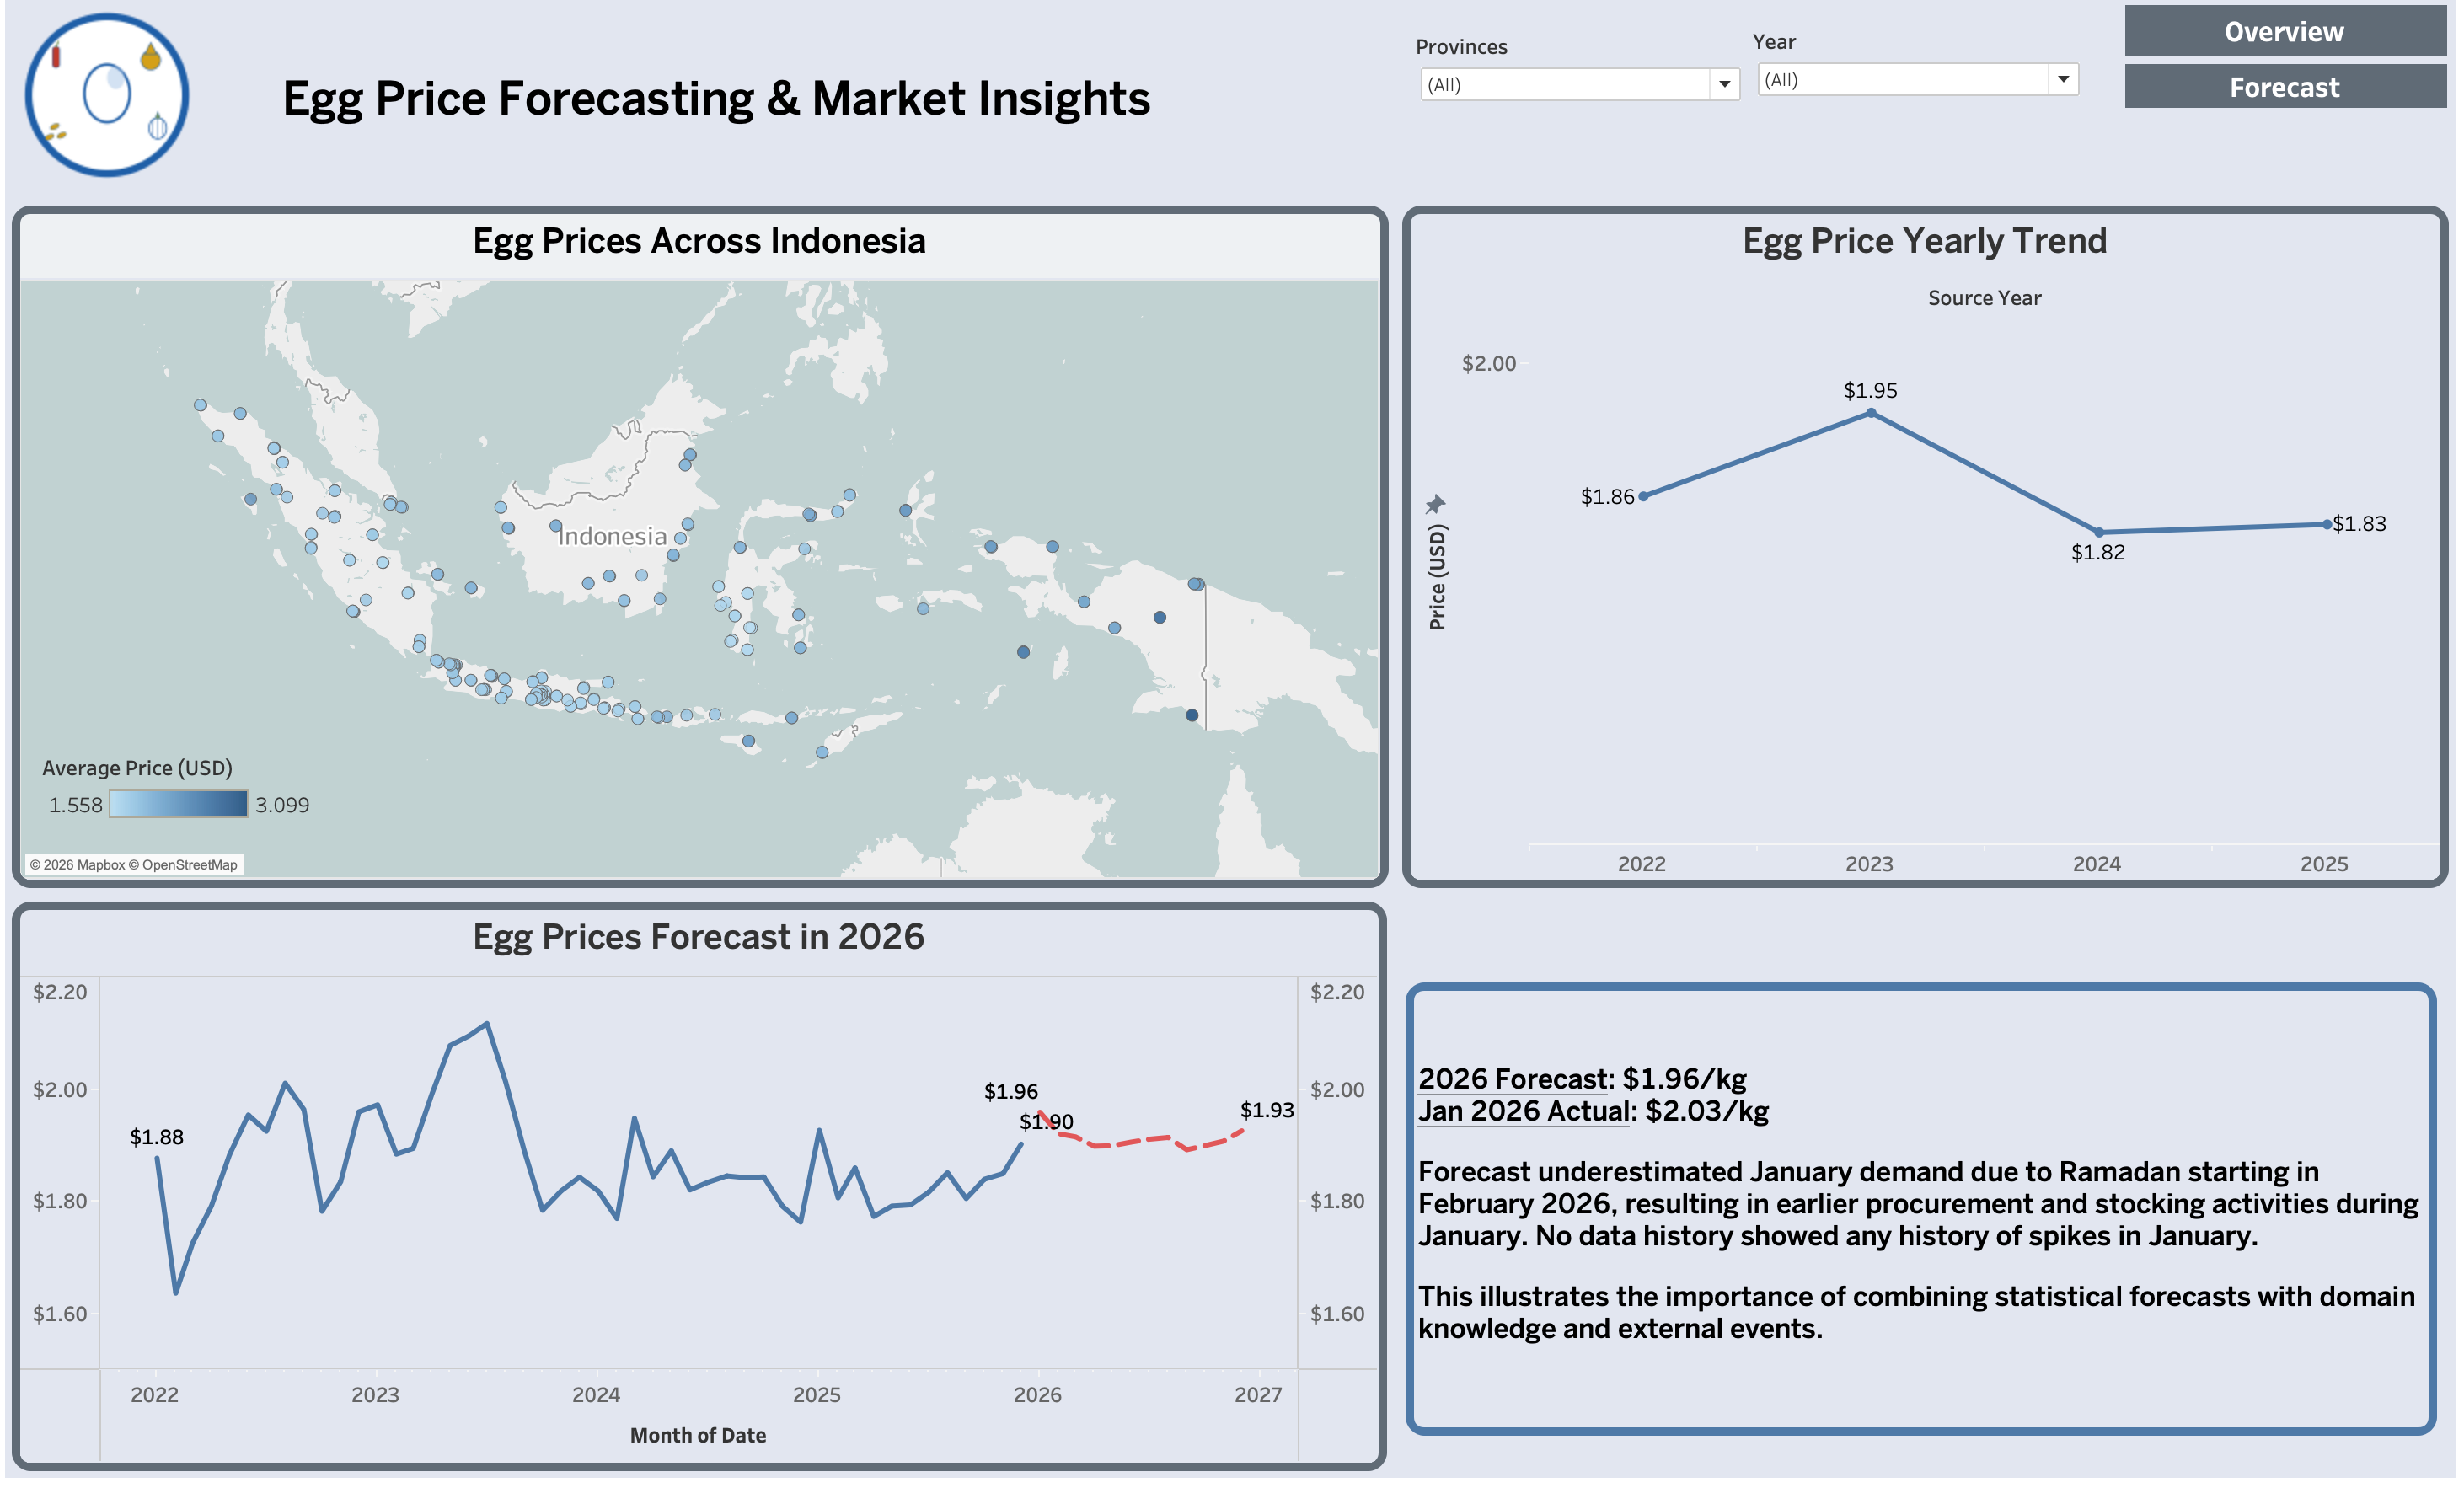 Egg Price Forecasting & Market Insights
Provinces
(All)
Year
(All)
Overview
Forecast
Egg Prices Across Indonesia
Indonesia
Average Price (USD)
1.558
3.099
© 2026 Mapbox © OpenStreetMap
Egg Price Yearly Trend
Source Year
$2.00
Price (USD)
$1.86
$1.95
$1.82
$1.83
2022
2023
2024
2025
Egg Prices Forecast in 2026
$2.20
$2.00
$1.80
$1.60
$1.88
$1.96
$1.90
$1.93
$2.20
$2.00
$1.80
$1.60
2022
2023
2024
2025
2026
2027
Month of Date
2026 Forecast: $1.96/kg
Jan 2026 Actual: $2.03/kg
Forecast underestimated January demand due to Ramadan starting in
February 2026, resulting in earlier procurement and stocking activities during
January. No data history showed any history of spikes in January.
This illustrates the importance of combining statistical forecasts with domain
knowledge and external events.